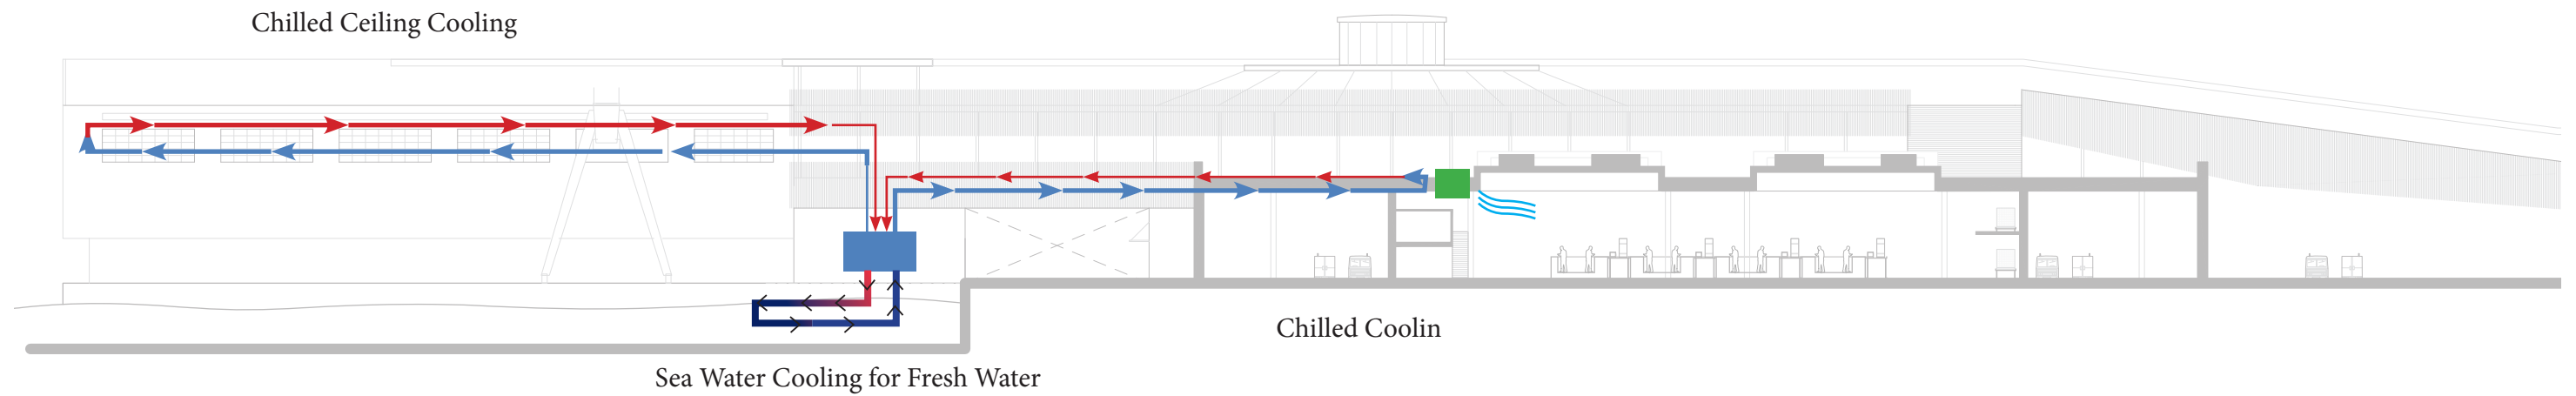 Chilled Ceiling Cooling
Chilled Coolin
Sea Water Cooling for Fresh Water